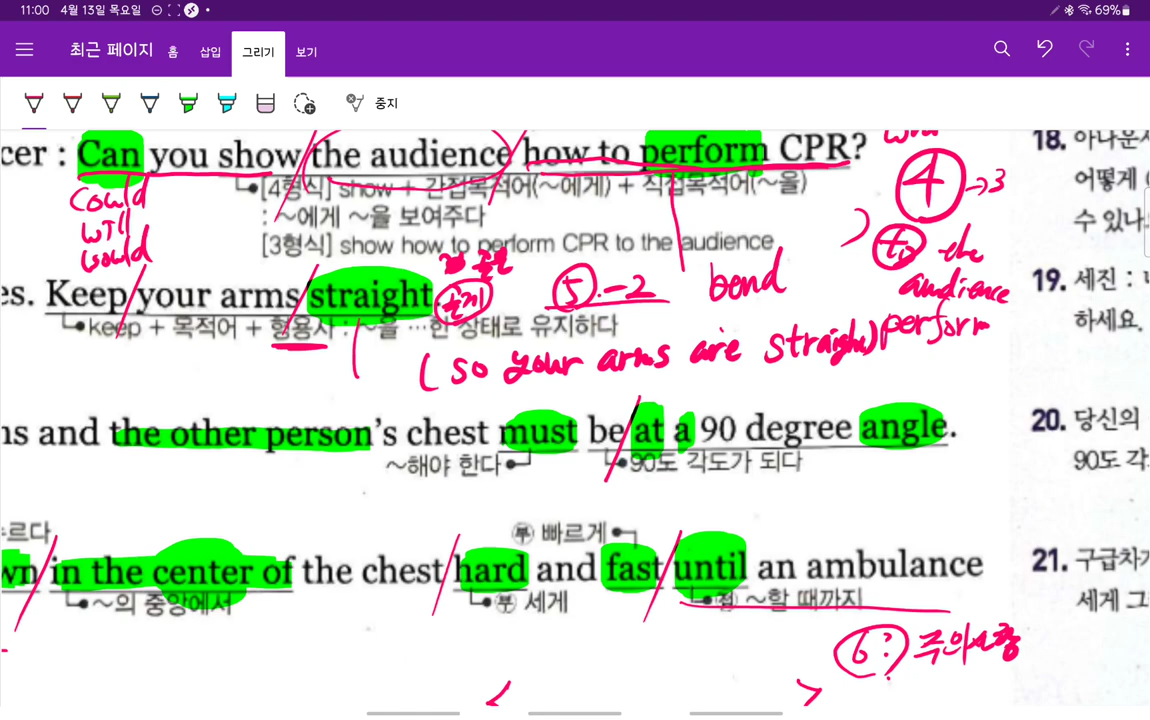 11:00 4월 13일 목요일 69%
최근 페이지 홈 삽입 그리기 보기
중지
cer : Can you show the audience how to perform CPR?
[4형식] show + 간접목적어(~에게) + 직접목적어(~을)
: ~에게 ~을 보여주다
[3형식] show how to perform CPR to the audience
could
will
would
4 → 3
to the
audience
perform
18. 아나운서
어떻게 (
수 있나
es. Keep your arms straight.
keep + 목적어 + 형용사 : ~을 …한 상태로 유지하다
5.-2
bend
(so your arms are straight)
19. 세진 :
하세요.
ns and the other person's chest must be at a 90 degree angle.
~해야 한다
90도 각도가 되다
20. 당신의
90도 각
르다
부 빠르게
wn in the center of the chest hard and fast until an ambulance
~의 중앙에서
부 세게
접 ~할 때까지
21. 구급차가
세게 그
6? 주의사항